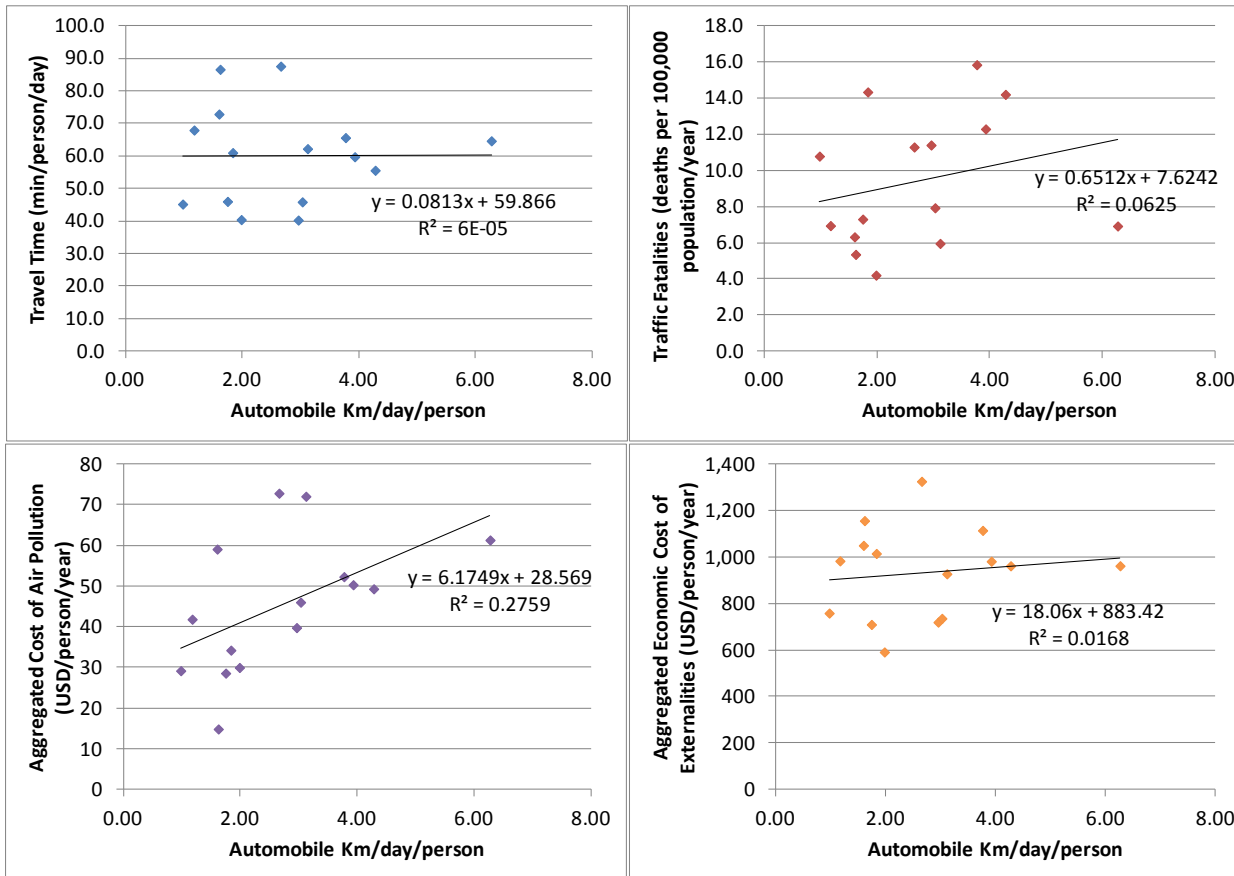 Travel Time (min/person/day)
100.0
90.0
80.0
70.0
60.0
50.0
40.0
30.0
20.0
10.0
0.0
y = 0.0813x + 59.866
R² = 6E-05
0.00 2.00 4.00 6.00 8.00
Automobile Km/day/person
Traffic Fatalities (deaths per 100,000
population/year)
18.0
16.0
14.0
12.0
10.0
8.0
6.0
4.0
2.0
0.0
y = 0.6512x + 7.6242
R² = 0.0625
0.00 2.00 4.00 6.00 8.00
Automobile Km/day/person
Aggregated Cost of Air Pollution
(USD/person/year)
80
70
60
50
40
30
20
10
0
y = 6.1749x + 28.569
R² = 0.2759
0.00 2.00 4.00 6.00 8.00
Automobile Km/day/person
Aggregated Economic Cost of
Externalities (USD/person/year)
1,400
1,200
1,000
800
600
400
200
0
y = 18.06x + 883.42
R² = 0.0168
0.00 2.00 4.00 6.00 8.00
Automobile Km/day/person